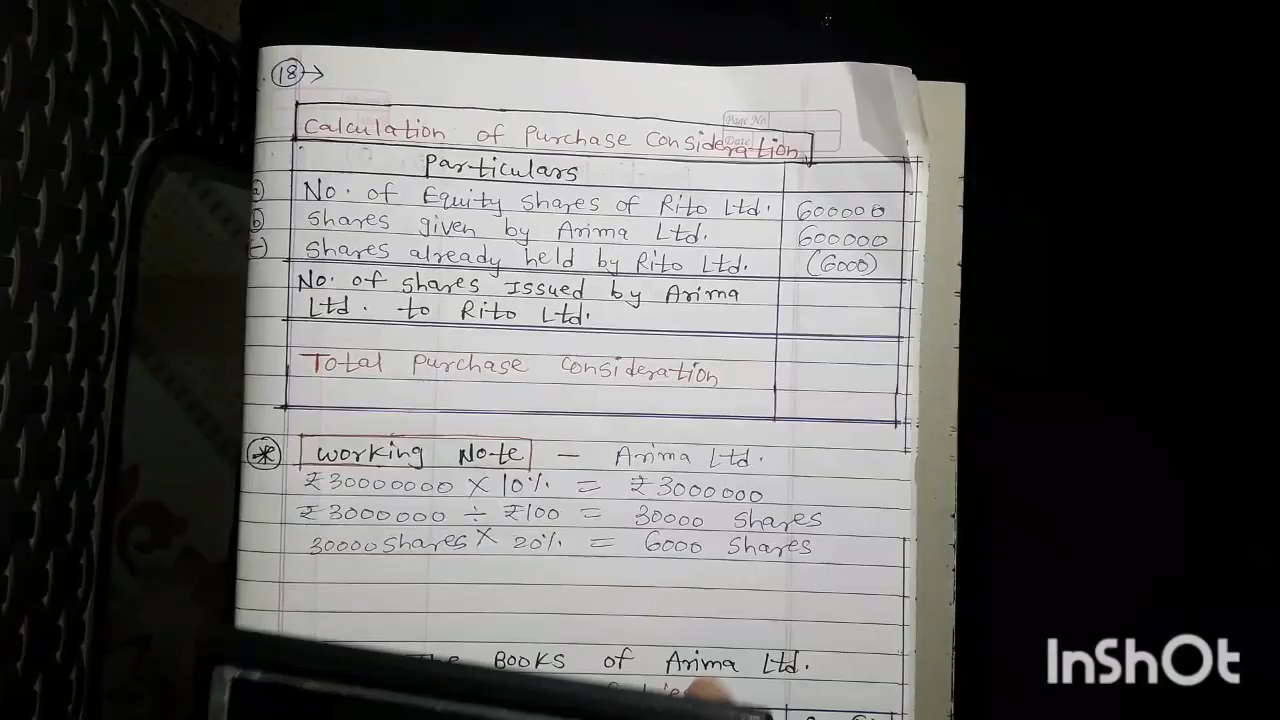 18 →
Page No.
Date
Calculation of Purchase Consideration
Particulars
a) No. of Equity Shares of Rito Ltd. 600000
b) Shares given by Arima Ltd. 600000
(-) Shares already held by Rito Ltd. (6000)
No. of Shares Issued by Arima
Ltd. to Rito Ltd.
Total Purchase Consideration
* Working Note - Arima Ltd.
₹30000000 X 10% = ₹3000000
₹3000000 ÷ ₹100 = 30000 Shares
30000 Shares X 20% = 6000 Shares
The Books of Arima Ltd.
InShOt